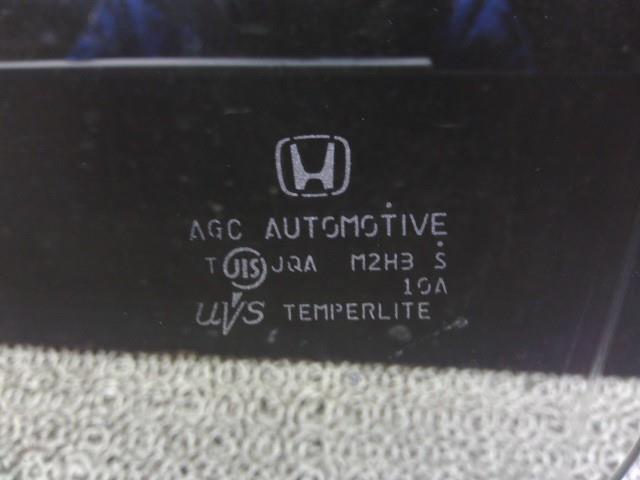 AGC AUTOMOTIVE
T JIS JQA M2H3 S
10A
UVS TEMPERLITE